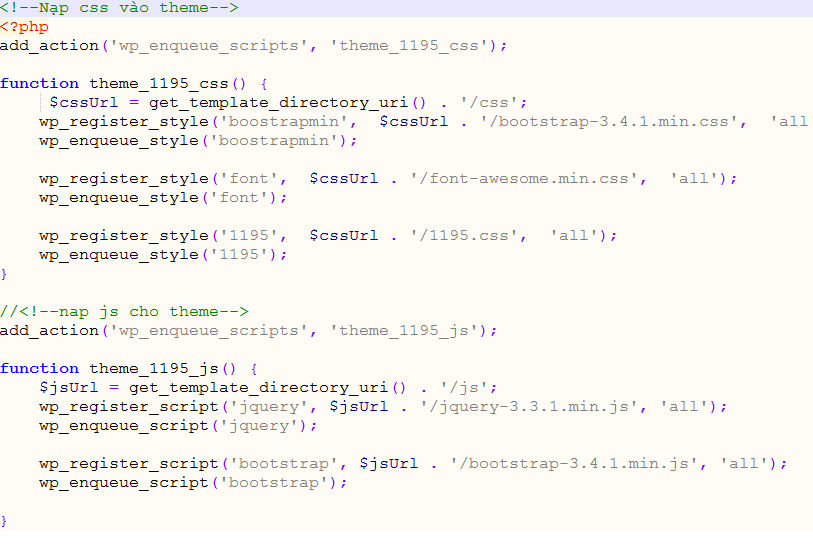 <!--Nạp css vào theme-->
<?php
add_action('wp_enqueue_scripts', 'theme_1195_css');
function theme_1195_css() {
$cssUrl = get_template_directory_uri() . '/css';
wp_register_style('boostrapmin',  $cssUrl . '/bootstrap-3.4.1.min.css',  'all'
wp_enqueue_style('boostrapmin');
wp_register_style('font',  $cssUrl . '/font-awesome.min.css',  'all');
wp_enqueue_style('font');
wp_register_style('1195',  $cssUrl . '/1195.css',  'all');
wp_enqueue_style('1195');
}
//<!--nap js cho theme-->
add_action('wp_enqueue_scripts', 'theme_1195_js');
function theme_1195_js() {
$jsUrl = get_template_directory_uri() . '/js';
wp_register_script('jquery', $jsUrl . '/jquery-3.3.1.min.js', 'all');
wp_enqueue_script('jquery');
wp_register_script('bootstrap', $jsUrl . '/bootstrap-3.4.1.min.js', 'all');
wp_enqueue_script('bootstrap');
}